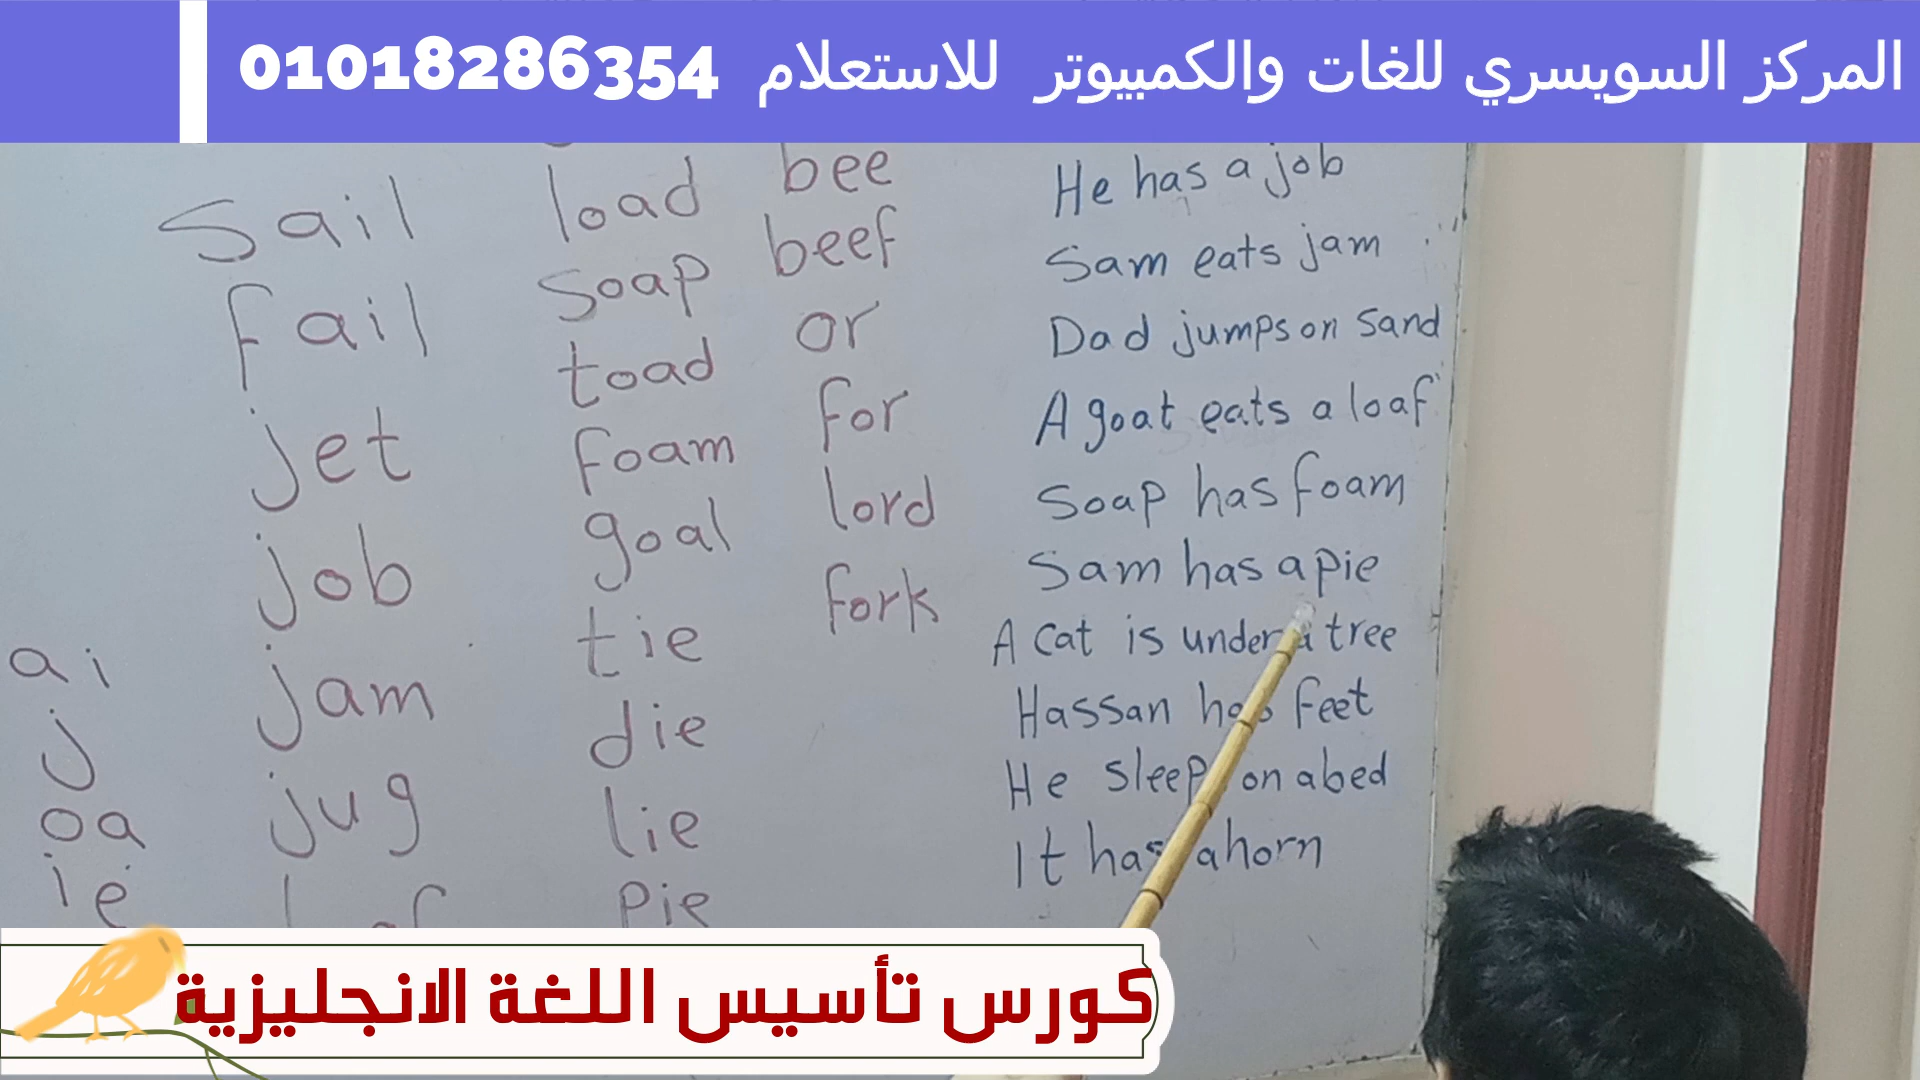 المركز السويسري للغات والكمبيوتر للاستعلام 01018286354
sail
fail
jet
job
jam
jug
ai
j
oa
ie
load
soap
toad
foam
goal
tie
die
lie
pie
bee
beef
or
for
lord
fork
He has a job
Sam eats jam
Dad jumps on sand
A goat eats a loaf
Soap has foam
Sam has a pie
A cat is under a tree
Hassan has feet
He sleeps on a bed
It has a horn
كورس تأسيس اللغة الانجليزية